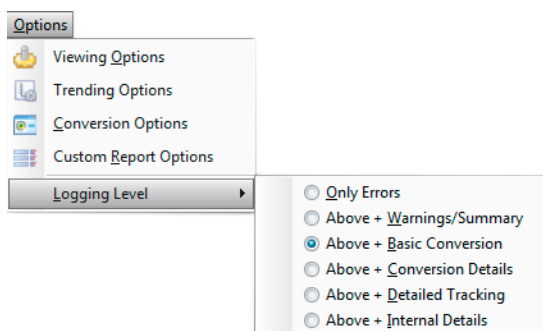 Options
Viewing Options
Trending Options
Conversion Options
Custom Report Options
Logging Level
Only Errors
Above + Warnings/Summary
Above + Basic Conversion
Above + Conversion Details
Above + Detailed Tracking
Above + Internal Details